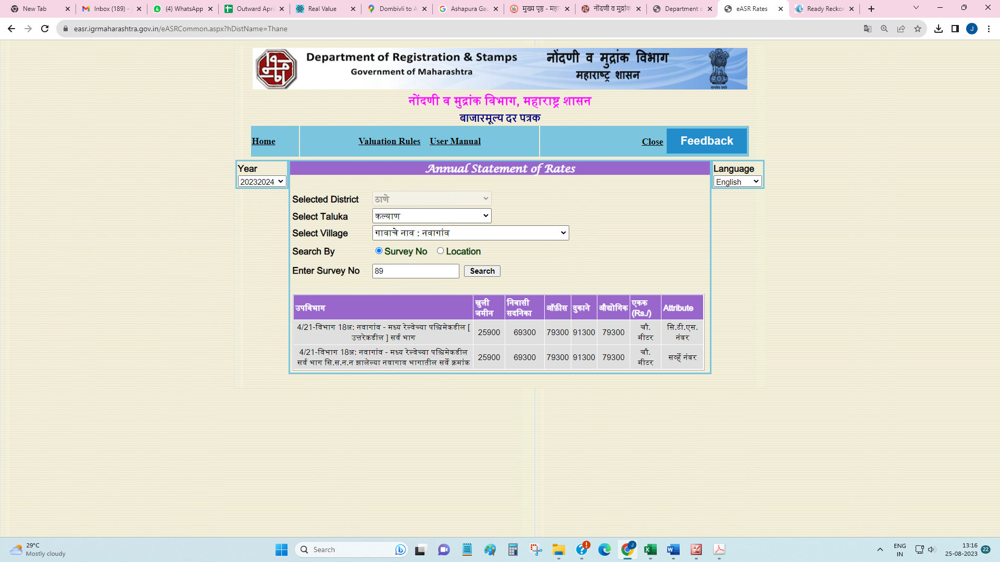 New Tab
Inbox (189) -
(4) WhatsApp
Outward April
Real Value
Dombivli to A
Ashapura Gau
मुख्य पृष्ठ - महा
नोंदणी व मुद्रांक
Department o
eASR Rates
Ready Reckon
easr.igrmaharashtra.gov.in/eASRCommon.aspx?hDistName=Thane
J
Department of Registration & Stamps
Government of Maharashtra
नोंदणी व मुद्रांक विभाग
महाराष्ट्र शासन
नोंदणी व मुद्रांक विभाग, महाराष्ट्र शासन
बाजारमूल्य दर पत्रक
Home
Valuation Rules User Manual
Close
Feedback
Year
20232024
Annual Statement of Rates
Language
English
Selected District ठाणे
Select Taluka कल्याण
Select Village गावाचे नाव : नवागांव
Search By Survey No Location
Enter Survey No 89 Search
उपविभाग
खुली
जमीन
निवासी
सदनिका
ऑफ़ीस
दुकाने
औद्योगिक
एकक
(Rs./)
Attribute
4/21-विभाग 18अ: नवागांव - मध्य रेल्वेच्या पश्चिमेकडील [
उत्तरेकडील ] सर्व भाग
25900 69300 79300 91300 79300
चौ.
मीटर
सि.टी.एस.
नंबर
4/21-विभाग 18अ: नवागांव - मध्य रेल्वेच्या पश्चिमेकडील
सर्व भाग सि.स.न.न झालेल्या नवागाव भागातील सर्वे क्रमांक
25900 69300 79300 91300 79300
चौ.
मीटर
सर्व्हे नंबर
29°C
Mostly cloudy
Search
J
ENG
IN
13:16
25-08-2023
22